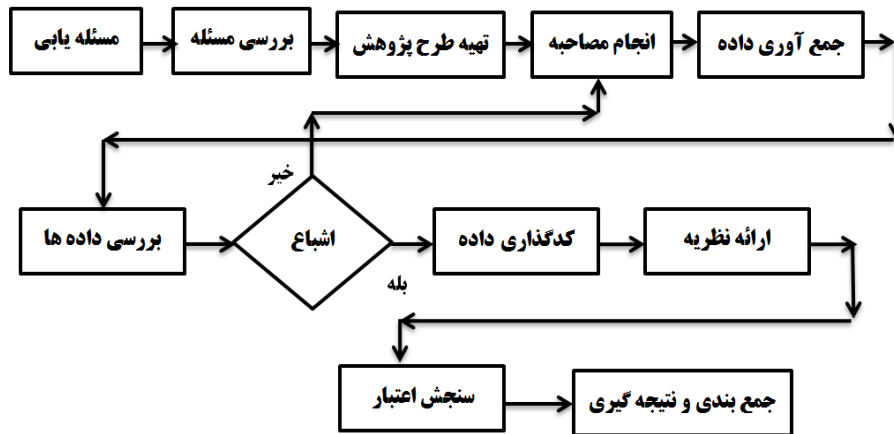 مسئله یابی
بررسی مسئله
تهیه طرح پژوهش
انجام مصاحبه
جمع آوری داده
خیر
بررسی داده ها
اشباع
بله
کدگذاری داده
ارائه نظریه
سنجش اعتبار
جمع بندی و نتیجه گیری